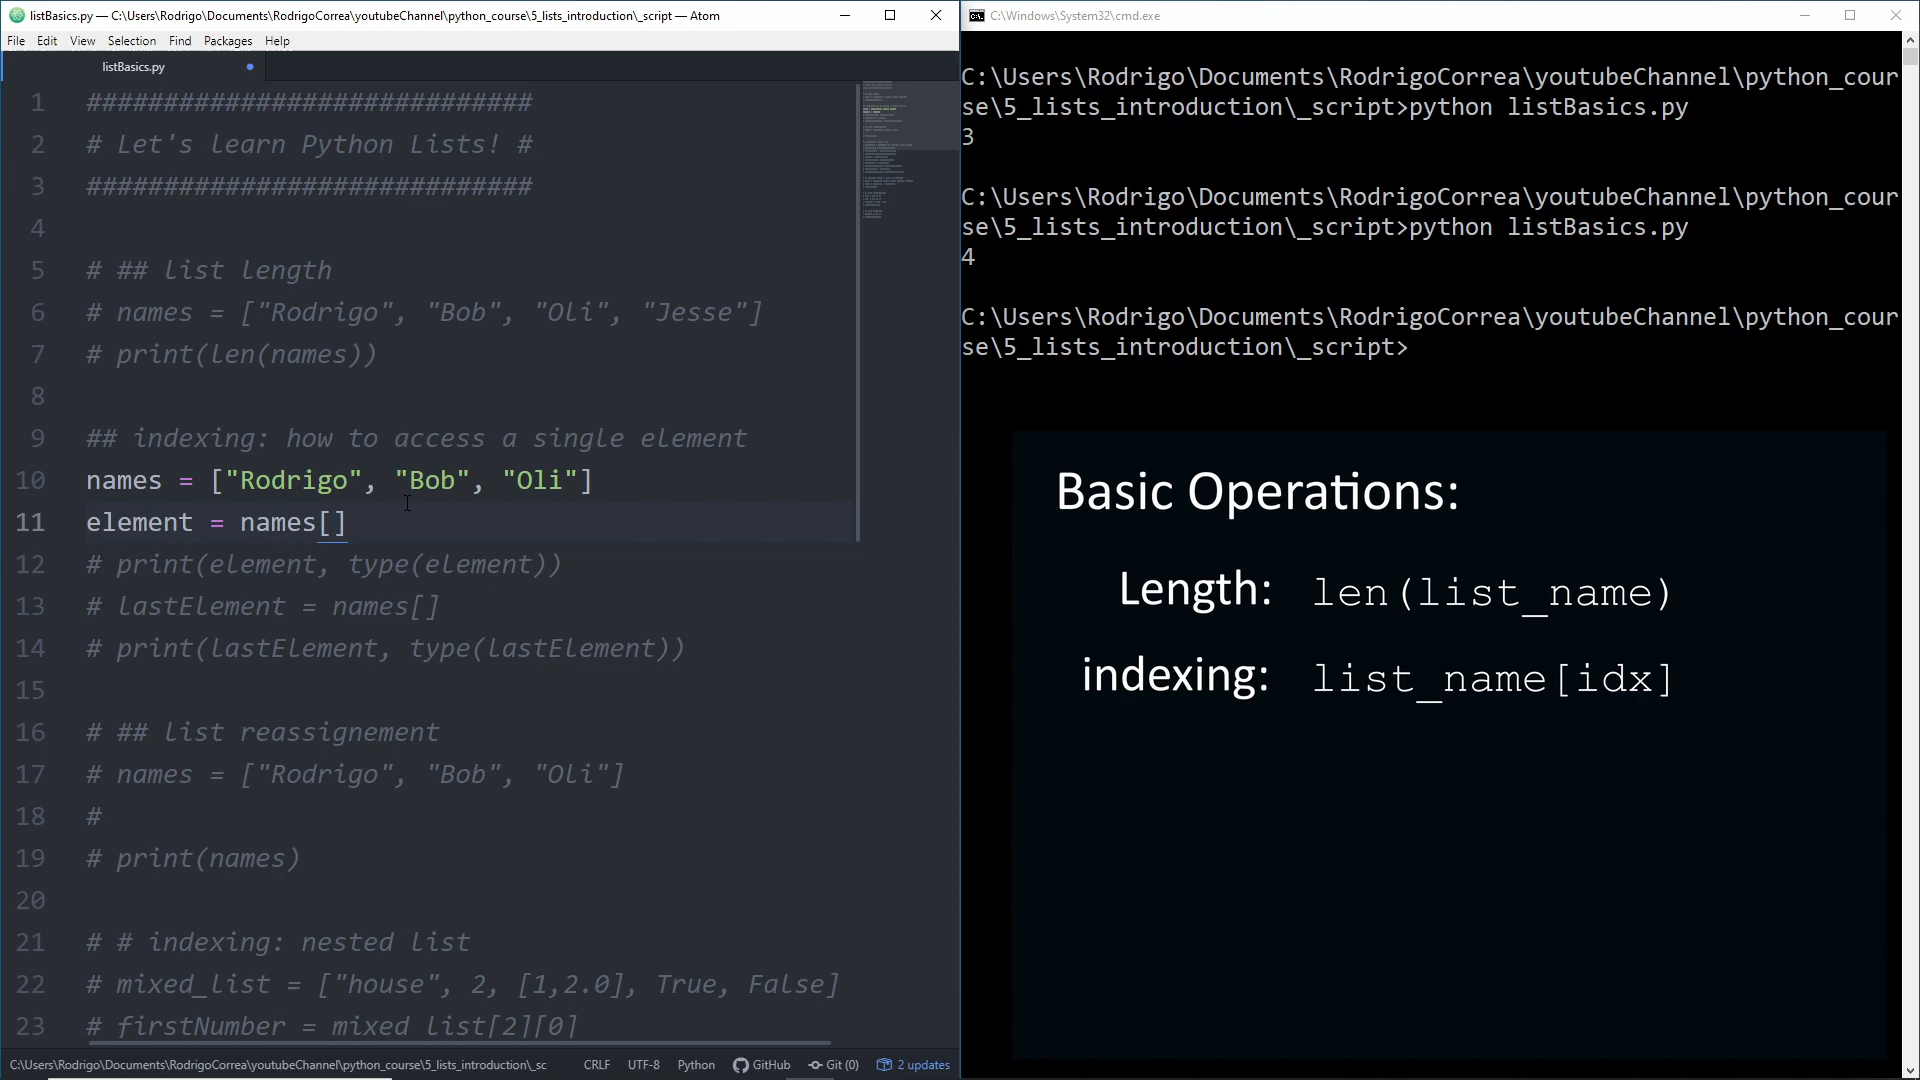 listBasics.py — C:\Users\Rodrigo\Documents\RodrigoCorrea\youtubeChannel\python_course\5_lists_introduction\_script — Atom
File Edit View Selection Find Packages Help
listBasics.py
1 #############################
2 # Let's learn Python Lists! #
3 #############################
4
5 # ## list length
6 # names = ["Rodrigo", "Bob", "Oli", "Jesse"]
7 # print(len(names))
8
9 ## indexing: how to access a single element
10 names = ["Rodrigo", "Bob", "Oli"]
11 element = names[]
12 # print(element, type(element))
13 # lastElement = names[]
14 # print(lastElement, type(lastElement))
15
16 # ## list reassignement
17 # names = ["Rodrigo", "Bob", "Oli"]
18 #
19 # print(names)
20
21 # # indexing: nested list
22 # mixed_list = ["house", 2, [1,2.0], True, False]
23 # firstNumber = mixed_list[2][0]
C:\Users\Rodrigo\Documents\RodrigoCorrea\youtubeChannel\python_course\5_lists_introduction\_sc CRLF UTF-8 Python GitHub Git (0) 2 updates
C:\Windows\System32\cmd.exe
C:\Users\Rodrigo\Documents\RodrigoCorrea\youtubeChannel\python_cour
se\5_lists_introduction\_script>python listBasics.py
3
C:\Users\Rodrigo\Documents\RodrigoCorrea\youtubeChannel\python_cour
se\5_lists_introduction\_script>python listBasics.py
4
C:\Users\Rodrigo\Documents\RodrigoCorrea\youtubeChannel\python_cour
se\5_lists_introduction\_script>
Basic Operations:
Length: len(list_name)
indexing: list_name[idx]